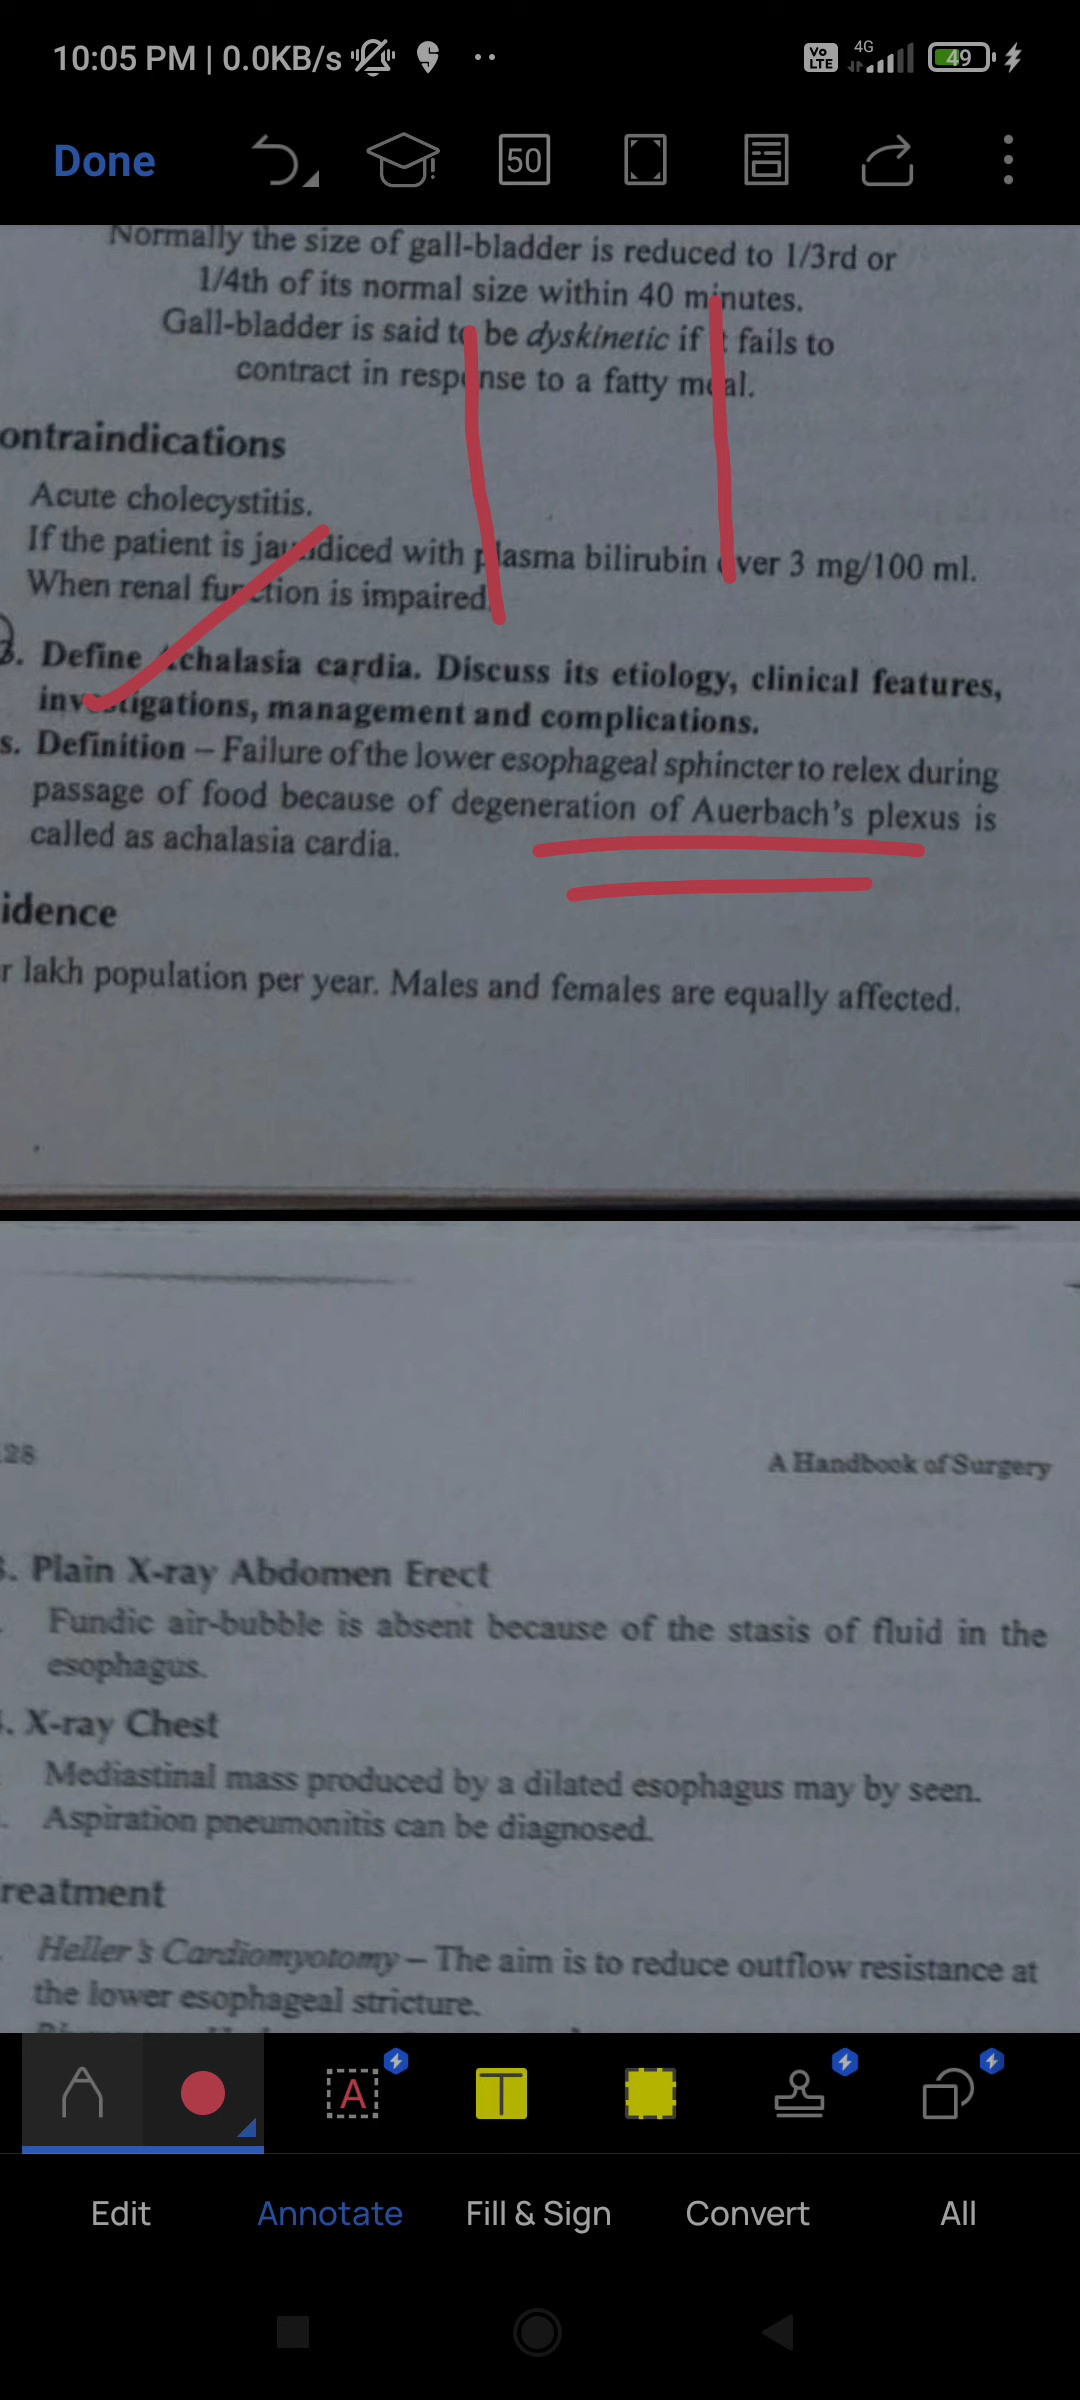 10:05 PM | 0.0KB/s
Vo LTE 4G 49
Done 50
Normally the size of gall-bladder is reduced to 1/3rd or
1/4th of its normal size within 40 minutes.
Gall-bladder is said to be dyskinetic if it fails to
contract in response to a fatty meal.
ontraindications
Acute cholecystitis.
If the patient is jaundiced with plasma bilirubin over 3 mg/100 ml.
When renal function is impaired.
3. Define Achalasia cardia. Discuss its etiology, clinical features,
investigations, management and complications.
s. Definition – Failure of the lower esophageal sphincter to relex during
passage of food because of degeneration of Auerbach's plexus is
called as achalasia cardia.
idence
r lakh population per year. Males and females are equally affected.
28 A Handbook of Surgery
3. Plain X-ray Abdomen Erect
Fundic air-bubble is absent because of the stasis of fluid in the
esophagus.
. X-ray Chest
Mediastinal mass produced by a dilated esophagus may by seen.
Aspiration pneumonitis can be diagnosed.
reatment
Heller's Cardiomyotomy – The aim is to reduce outflow resistance at
the lower esophageal stricture.
A T
Edit Annotate Fill & Sign Convert All